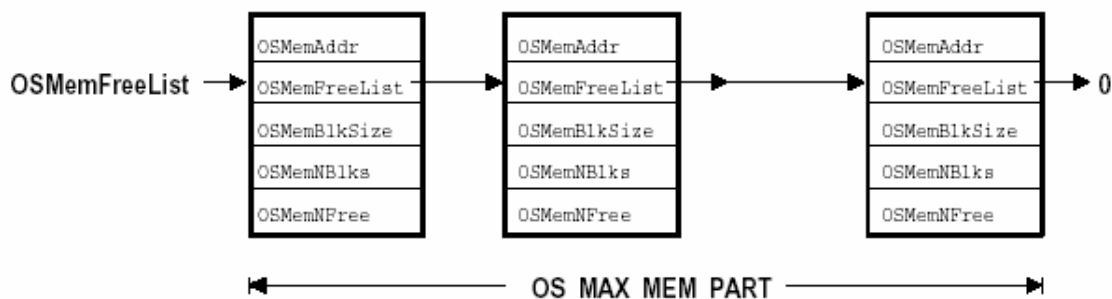 OSMemAddr OSMemAddr OSMemAddr
OSMemFreeList OSMemFreeList OSMemFreeList OSMemFreeList 0
OSMemBlkSize OSMemBlkSize OSMemBlkSize
OSMemNBlks OSMemNBlks OSMemNBlks
OSMemNFree OSMemNFree OSMemNFree
OS MAX MEM PART